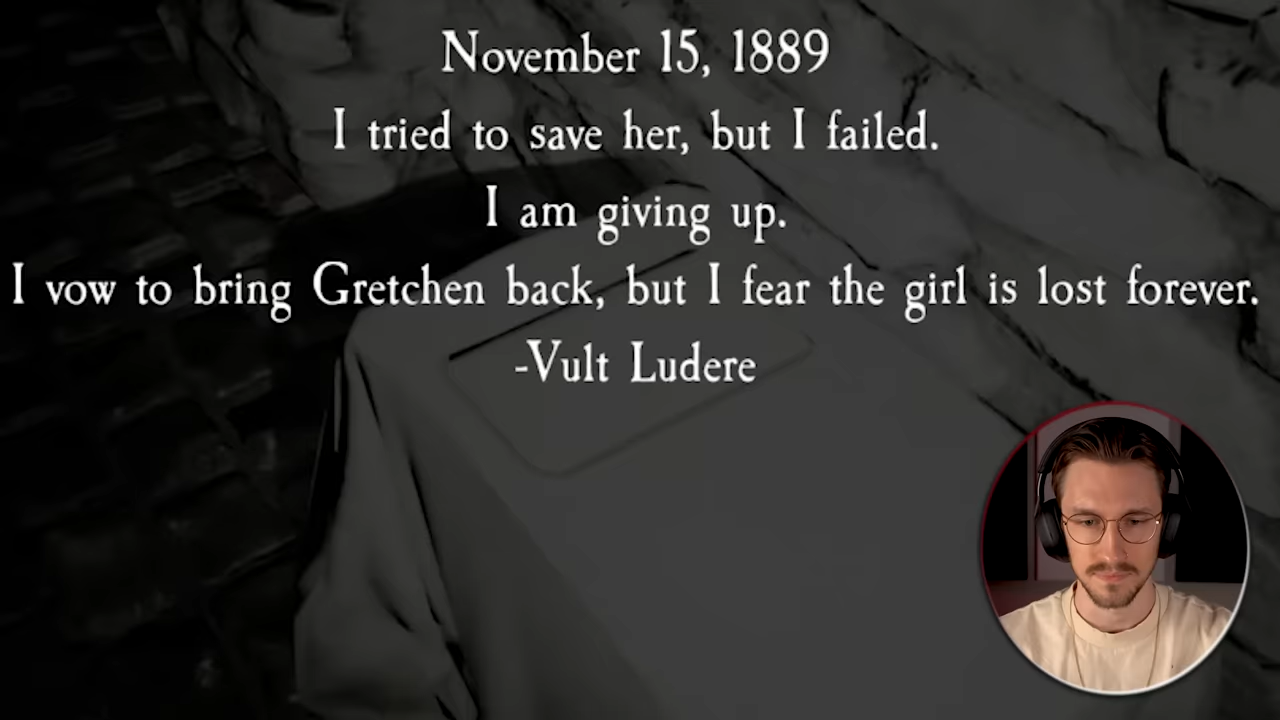 November 15, 1889
I tried to save her, but I failed.
I am giving up.
I vow to bring Gretchen back, but I fear the girl is lost forever.
-Vult Ludere